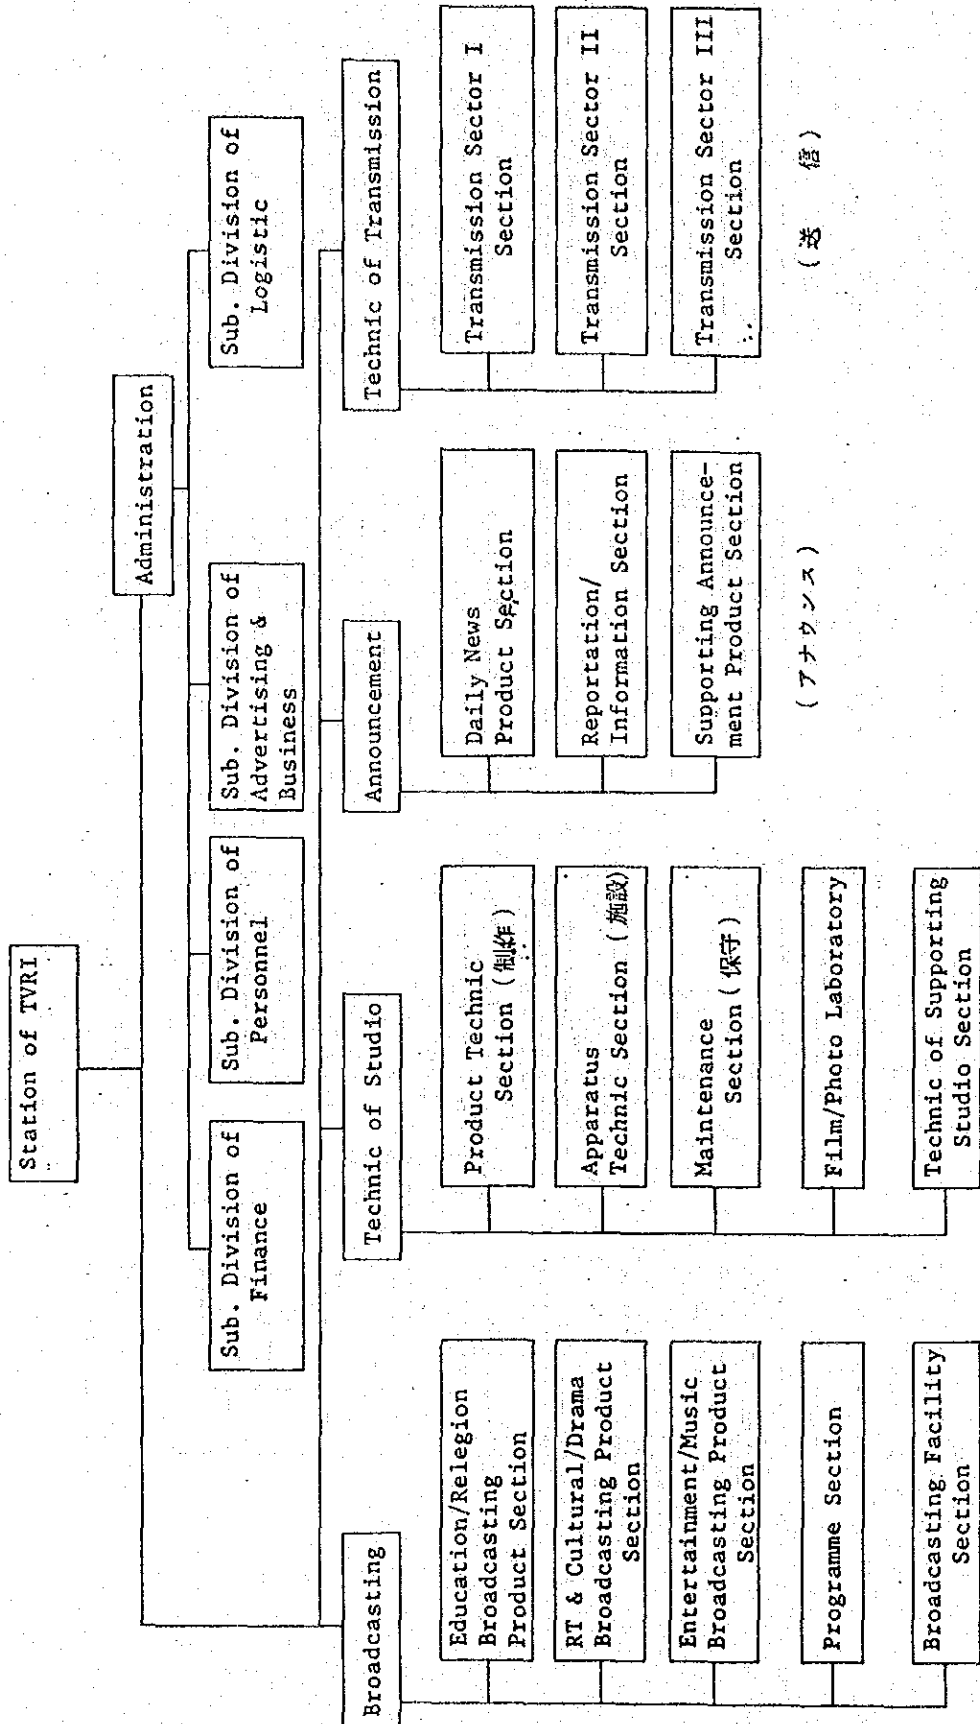 Station of TVRI
Administration
Sub. Division of
Finance
Sub. Division of
Personnel
Sub. Division of
Advertising &
Business
Sub. Division of
Logistic
Broadcasting
Technic of Studio
Announcement
Technic of Transmission
Education/Relegion
Broadcasting
Product Section
RT & Cultural/Drama
Broadcasting Product
Section
Entertainment/Music
Broadcasting Product
Section
Programme Section
Broadcasting Facility
Section
Product Technic
Section (制作)
Apparatus
Technic Section (施設)
Maintenance
Section (保守)
Film/Photo Laboratory
Technic of Supporting
Studio Section
Daily News
Product Section
Reportation/
Information Section
Supporting Announce-
ment Product Section
(アナウンス)
Transmission Sector I
Section
Transmission Sector II
Section
Transmission Sector III
Section
(送 信)